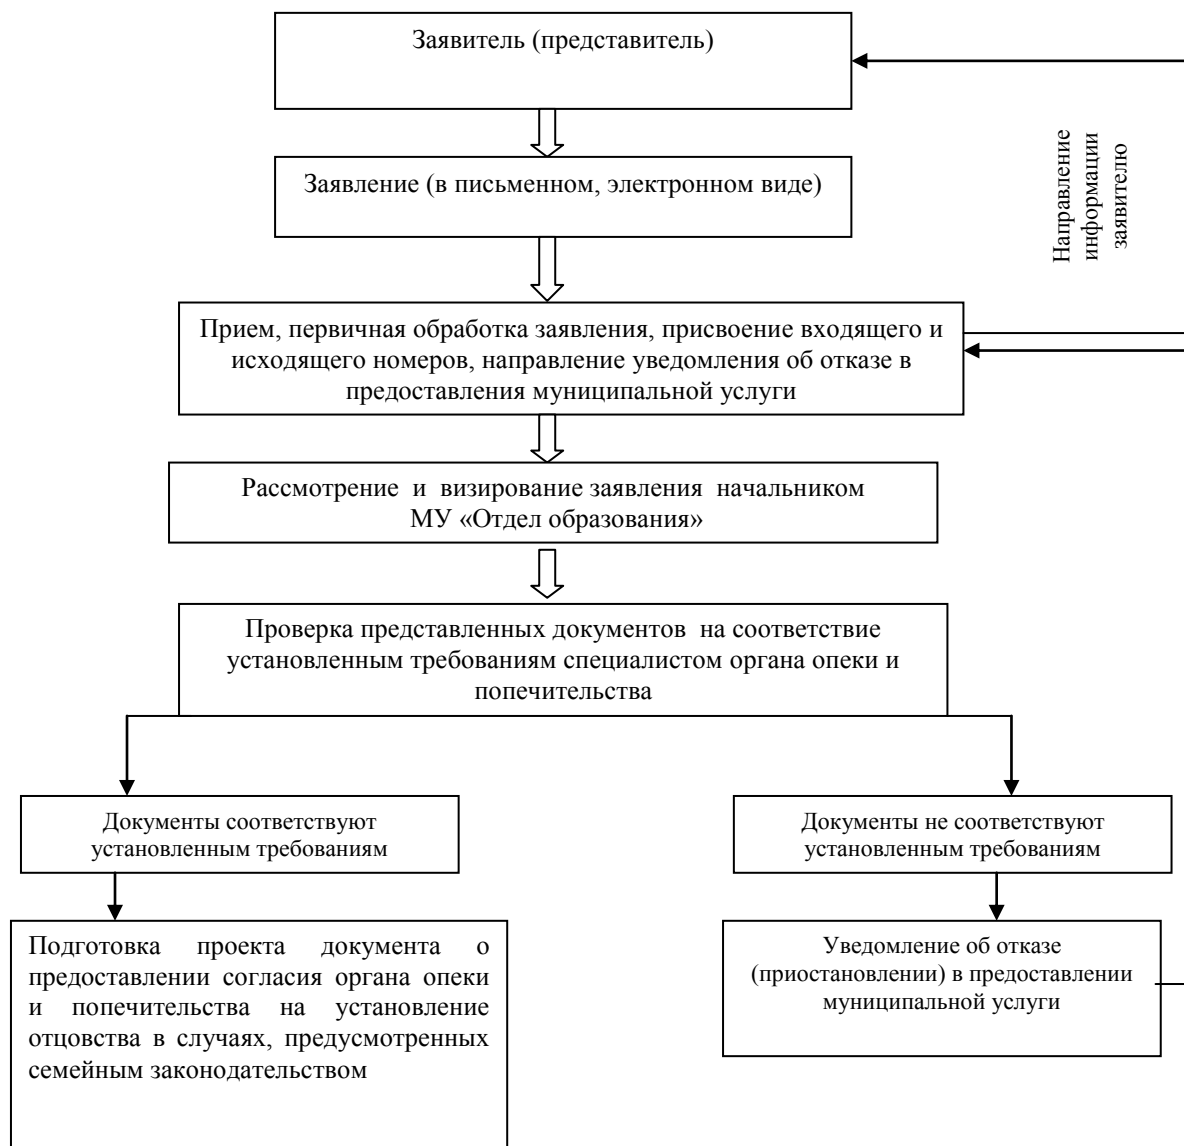 Заявитель (представитель)
Заявление (в письменном, электронном виде)
Направление
информации
заявителю
Прием, первичная обработка заявления, присвоение входящего и
исходящего номеров, направление уведомления об отказе в
предоставления муниципальной услуги
Рассмотрение и визирование заявления начальником
МУ «Отдел образования»
Проверка представленных документов на соответствие
установленным требованиям специалистом органа опеки и
попечительства
Документы соответствуют
установленным требованиям
Документы не соответствуют
установленным требованиям
Подготовка проекта документа о
предоставлении согласия органа опеки
и попечительства на установление
отцовства в случаях, предусмотренных
семейным законодательством
Уведомление об отказе
(приостановлении) в предоставлении
муниципальной услуги